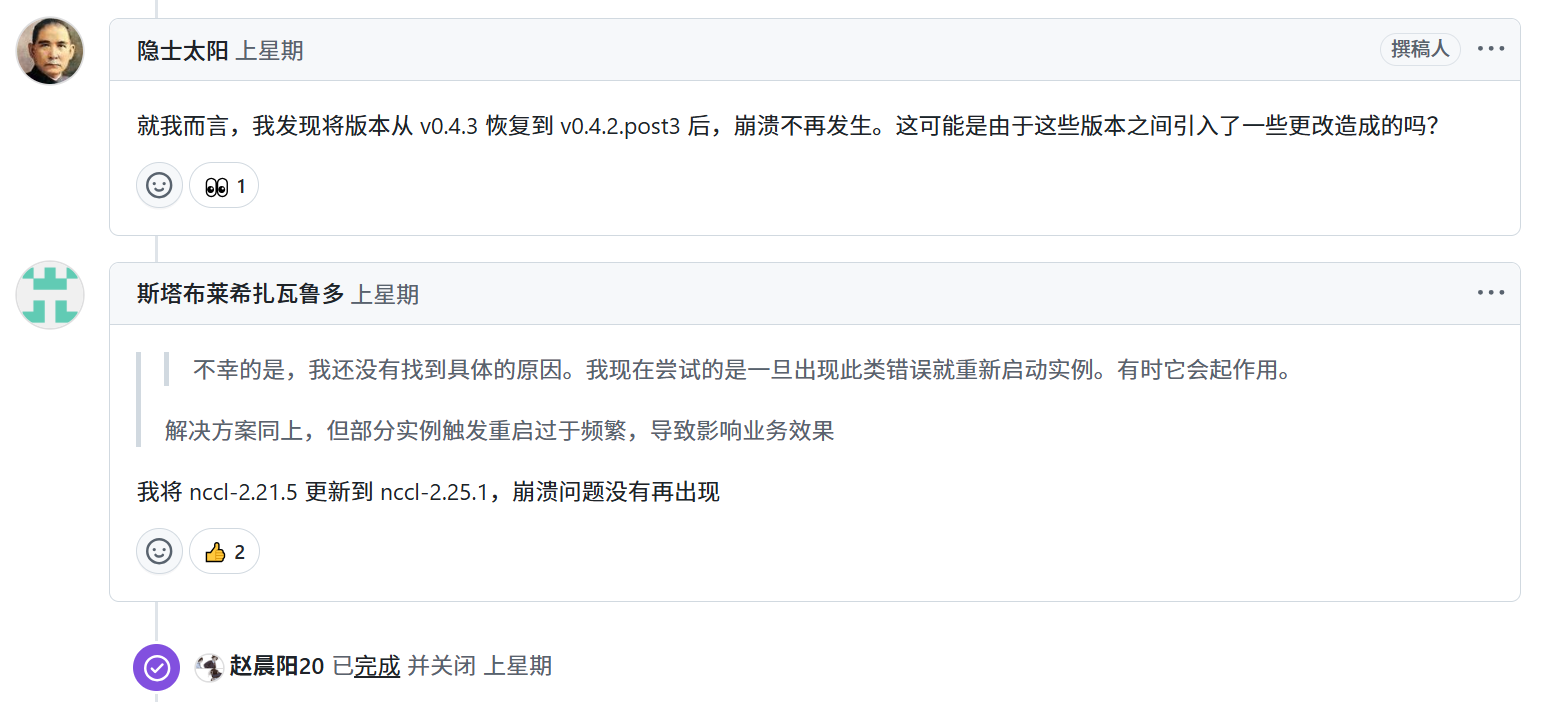 隐士太阳 上星期
撰稿人
就我而言，我发现将版本从 v0.4.3 恢复到 v0.4.2.post3 后，崩溃不再发生。这可能是由于这些版本之间引入了一些更改造成的吗？
👀 1
斯塔布莱希扎瓦鲁多 上星期
不幸的是，我还没有找到具体的原因。我现在尝试的是一旦出现此类错误就重新启动实例。有时它会起作用。
解决方案同上，但部分实例触发重启过于频繁，导致影响业务效果
我将 nccl-2.21.5 更新到 nccl-2.25.1，崩溃问题没有再出现
👍 2
赵晨阳20 已完成 并关闭 上星期